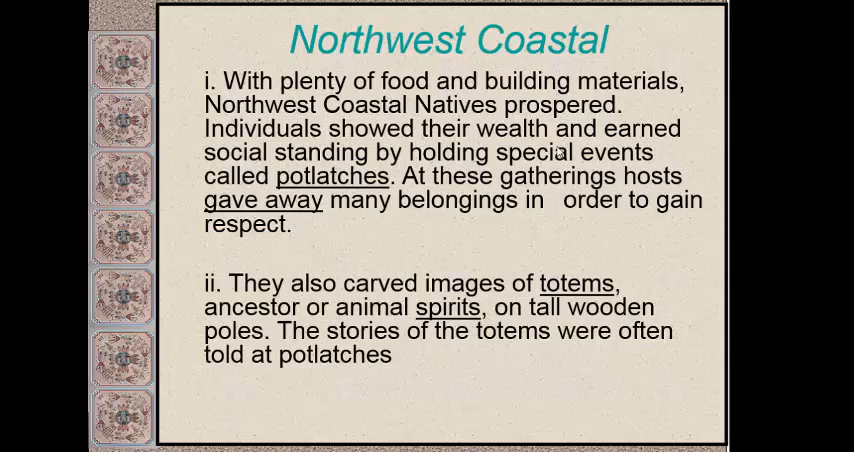 Northwest Coastal
i. With plenty of food and building materials,
Northwest Coastal Natives prospered.
Individuals showed their wealth and earned
social standing by holding special events
called potlatches. At these gatherings hosts
gave away many belongings in   order to gain
respect.
ii. They also carved images of totems,
ancestor or animal spirits, on tall wooden
poles. The stories of the totems were often
told at potlatches